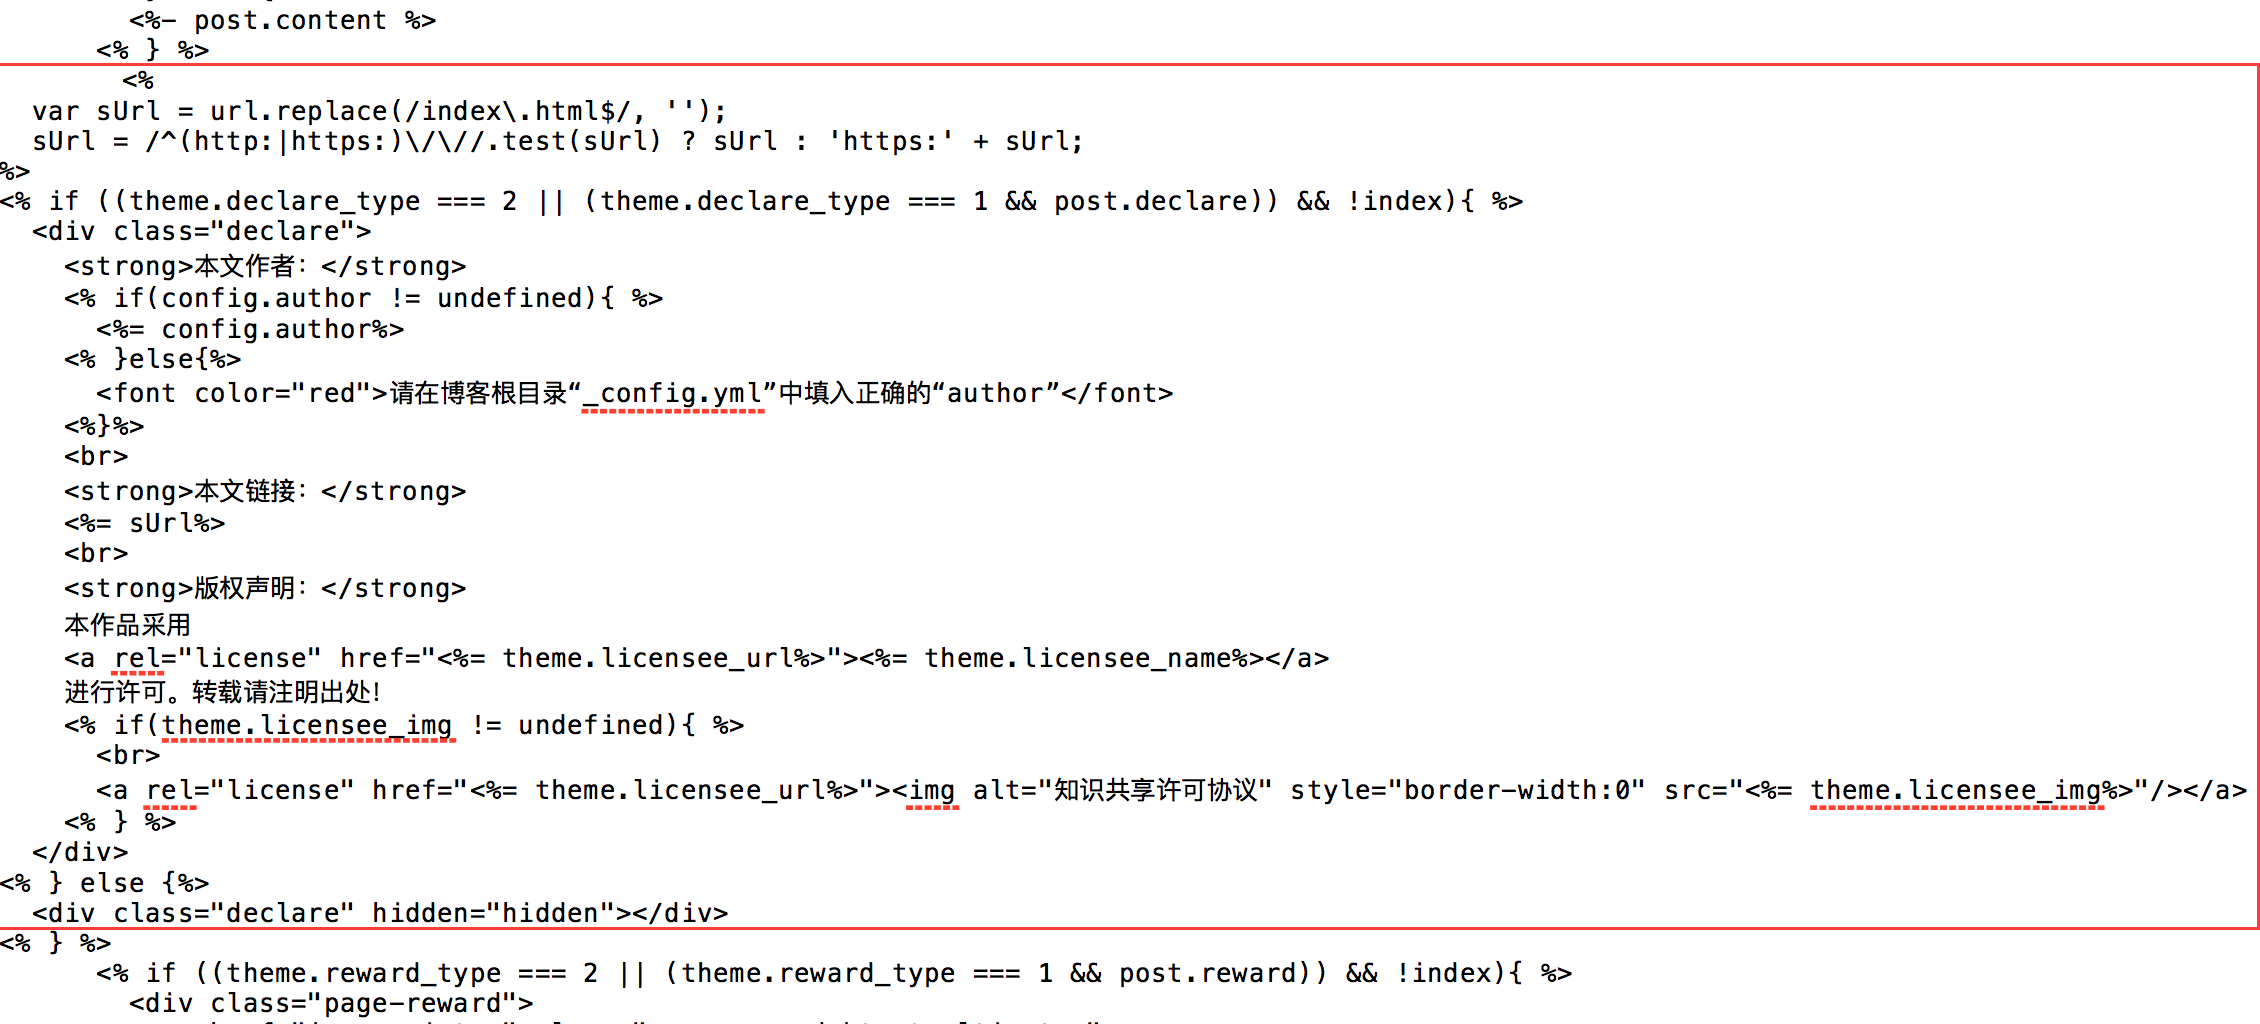 <%- post.content %>
<% } %>
<%
var sUrl = url.replace(/index\.html$/, '');
sUrl = /^(http:|https:)\/\//.test(sUrl) ? sUrl : 'https:' + sUrl;
%>
<% if ((theme.declare_type === 2 || (theme.declare_type === 1 && post.declare)) && !index){ %>
<div class="declare">
<strong>本文作者：</strong>
<% if(config.author != undefined){ %>
<%= config.author%>
<% }else{%>
<font color="red">请在博客根目录“_config.yml”中填入正确的“author”</font>
<%}%>
<br>
<strong>本文链接：</strong>
<%= sUrl%>
<br>
<strong>版权声明：</strong>
本作品采用
<a rel="license" href="<%= theme.licensee_url%>"><%= theme.licensee_name%></a>
进行许可。转载请注明出处!
<% if(theme.licensee_img != undefined){ %>
<br>
<a rel="license" href="<%= theme.licensee_url%>"><img alt="知识共享许可协议" style="border-width:0" src="<%= theme.licensee_img%>"/></a>
<% } %>
</div>
<% } else {%>
<div class="declare" hidden="hidden"></div>
<% } %>
<% if ((theme.reward_type === 2 || (theme.reward_type === 1 && post.reward)) && !index){ %>
<div class="page-reward">